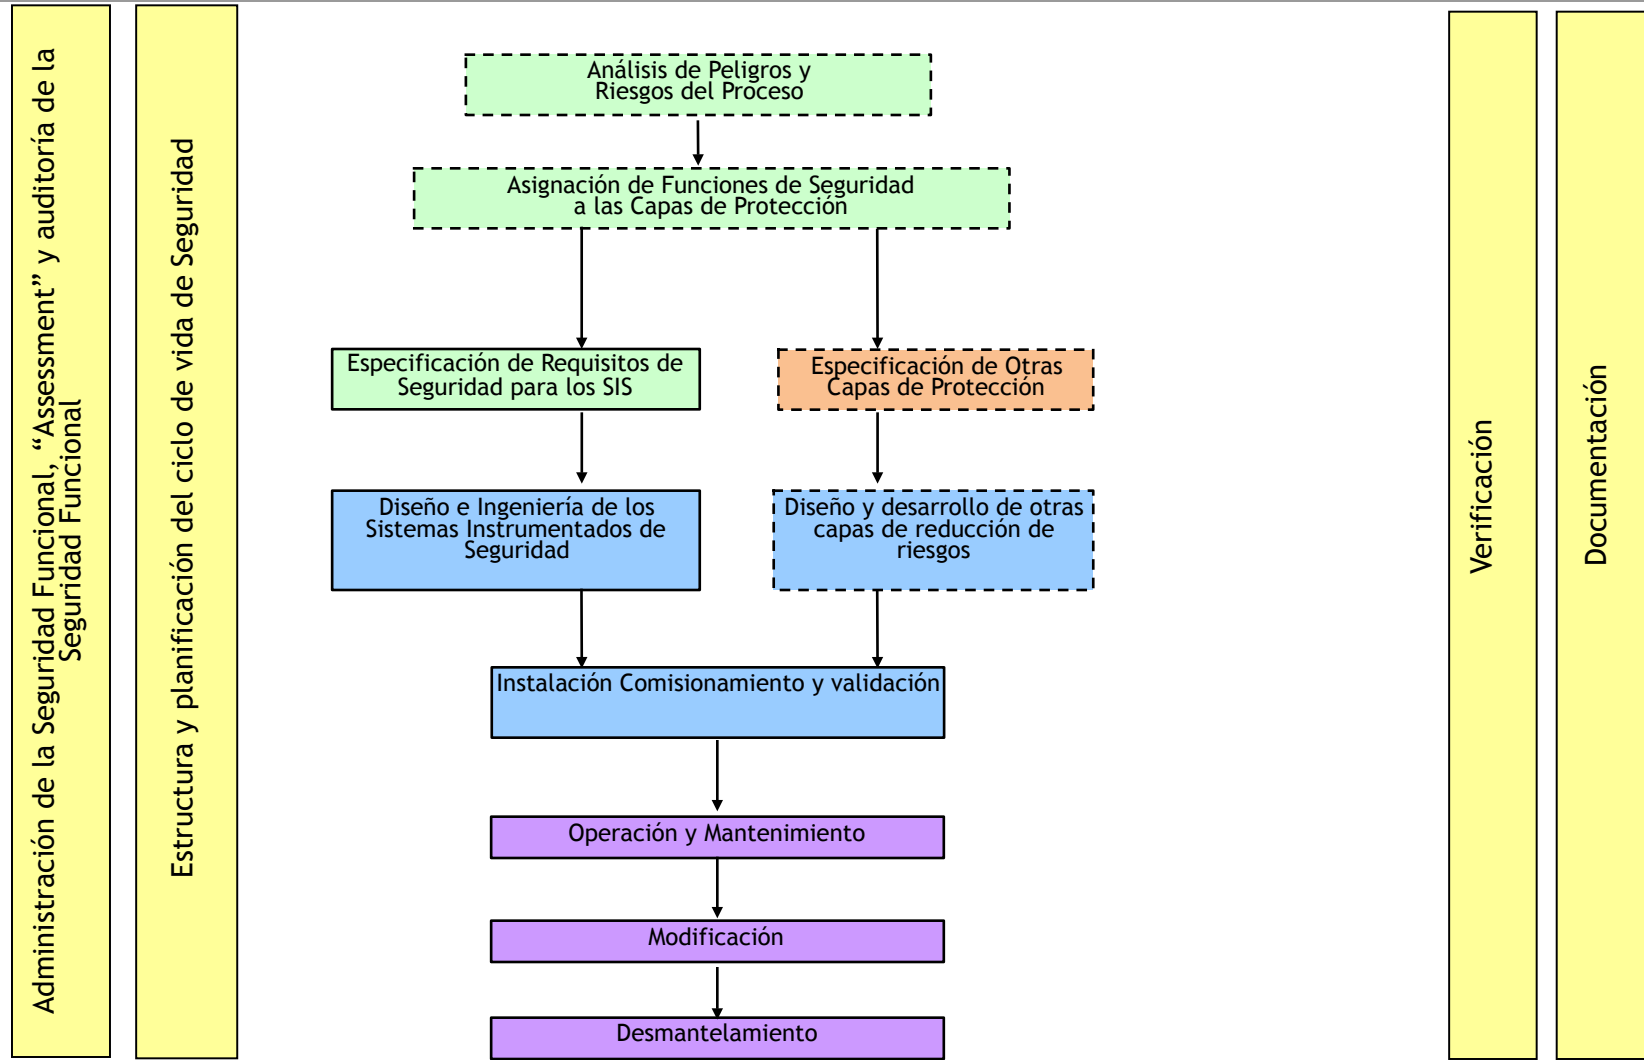 Administración de la Seguridad Funcional, “Assessment” y auditoría de la
Seguridad Funcional
Estructura y planificación del ciclo de vida de Seguridad
Análisis de Peligros y
Riesgos del Proceso
Asignación de Funciones de Seguridad
a las Capas de Protección
Especificación de Requisitos de
Seguridad para los SIS
Especificación de Otras
Capas de Protección
Diseño e Ingeniería de los
Sistemas Instrumentados de
Seguridad
Diseño y desarrollo de otras
capas de reducción de
riesgos
Instalación Comisionamiento y validación
Operación y Mantenimiento
Modificación
Desmantelamiento
Verificación
Documentación